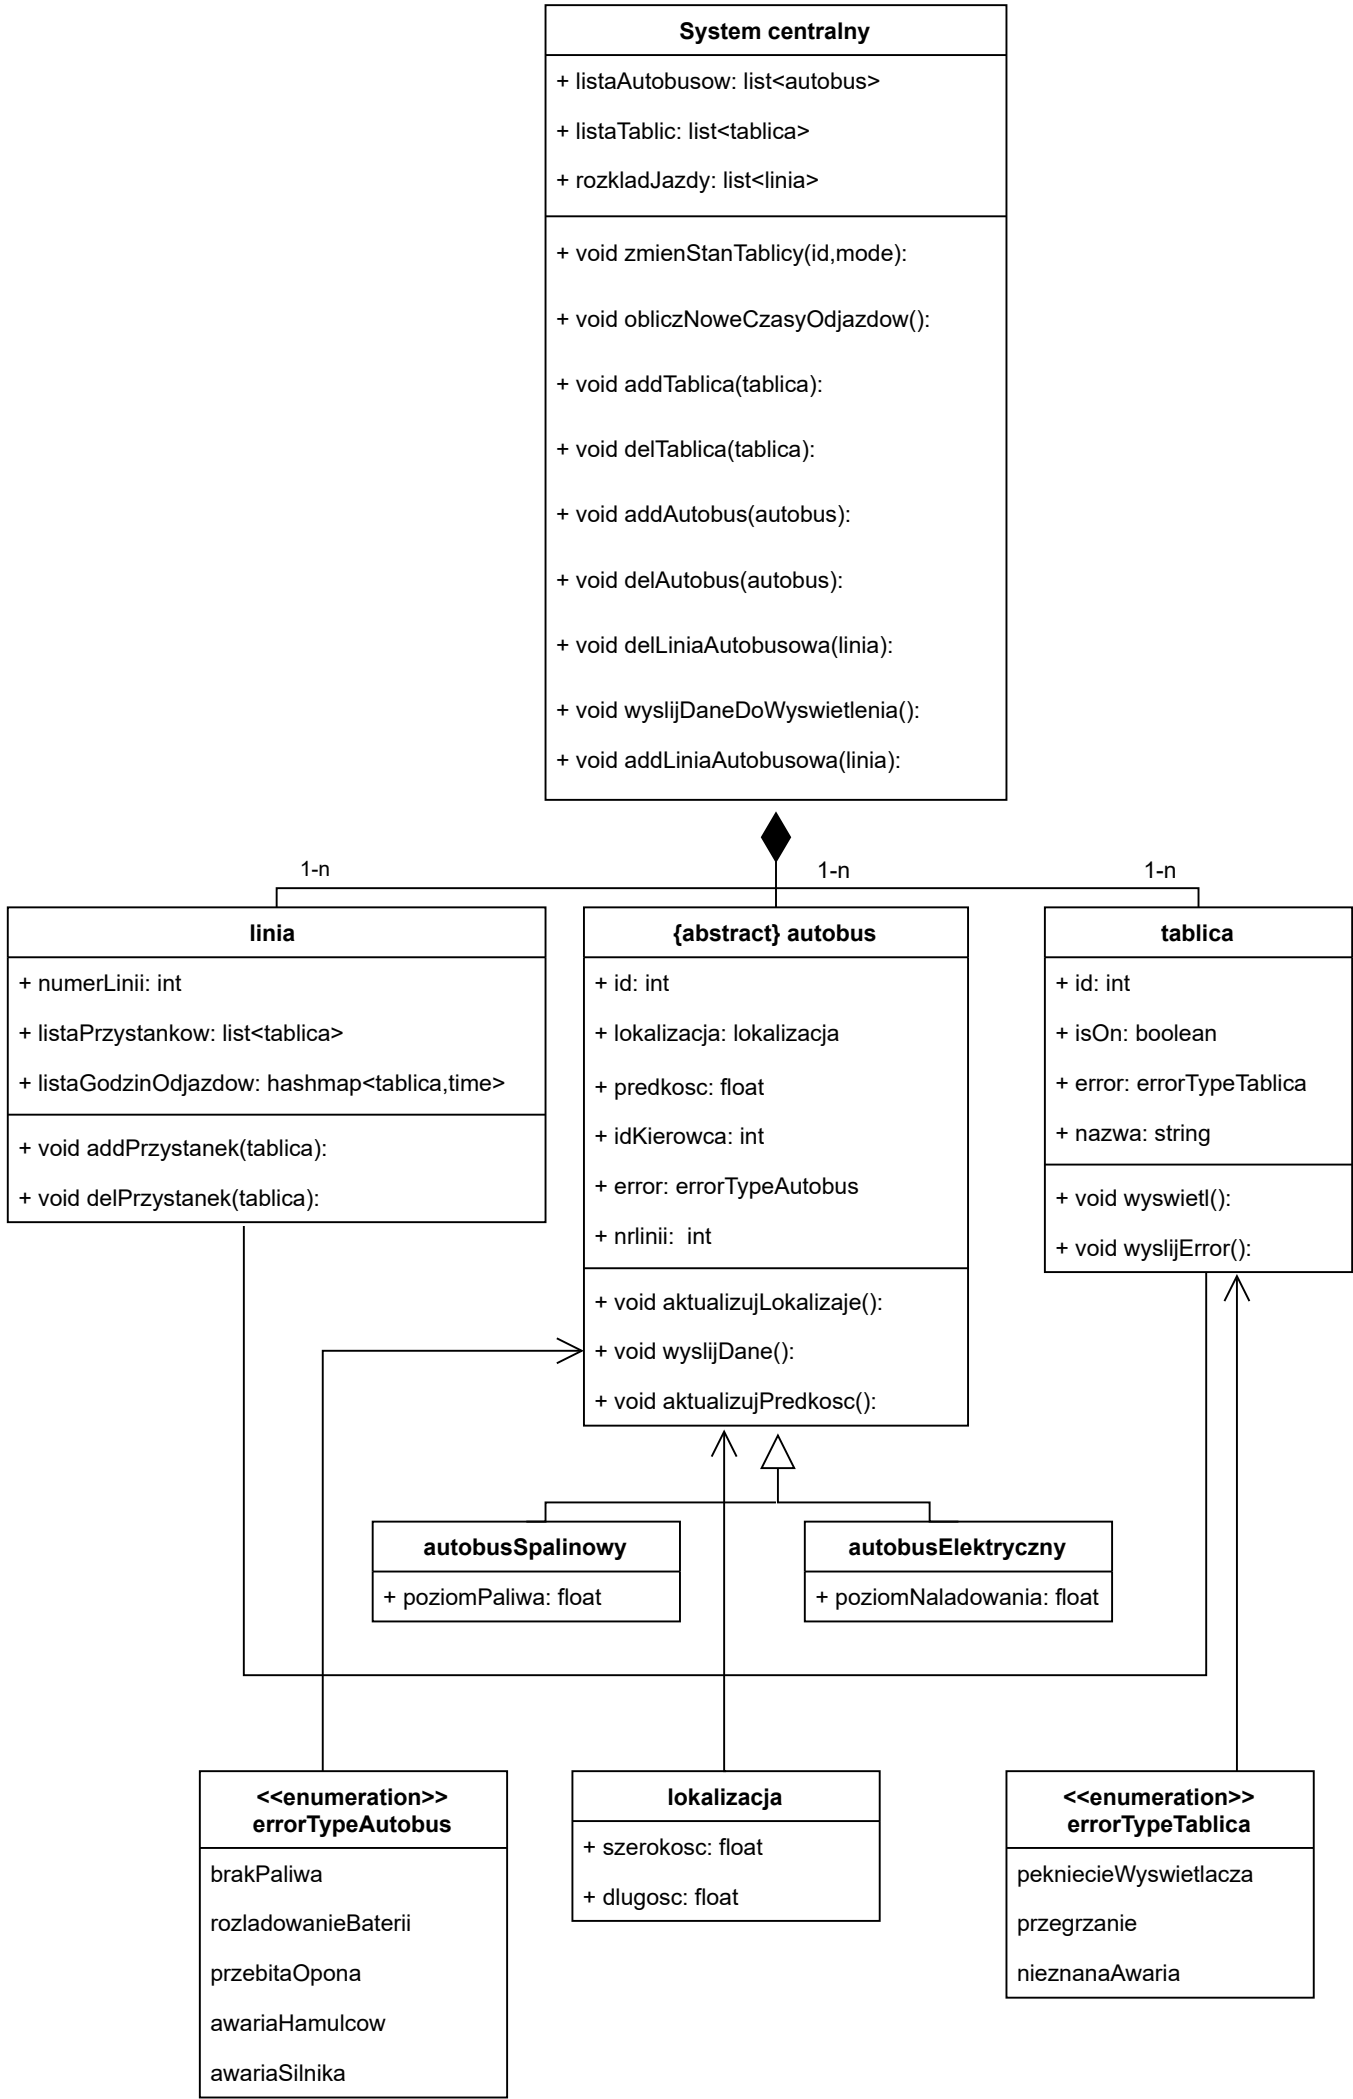 System centralny
+ listaAutobusow: list<autobus>
+ listaTablic: list<tablica>
+ rozkladJazdy: list<linia>
+ void zmienStanTablicy(id,mode):
+ void obliczNoweCzasyOdjazdow():
+ void addTablica(tablica):
+ void delTablica(tablica):
+ void addAutobus(autobus):
+ void delAutobus(autobus):
+ void delLiniaAutobusowa(linia):
+ void wyslijDaneDoWyswietlenia():
+ void addLiniaAutobusowa(linia):
1-n
1-n
1-n
linia
+ numerLinii: int
+ listaPrzystankow: list<tablica>
+ listaGodzinOdjazdow: hashmap<tablica,time>
+ void addPrzystanek(tablica):
+ void delPrzystanek(tablica):
{abstract} autobus
+ id: int
+ lokalizacja: lokalizacja
+ predkosc: float
+ idKierowca: int
+ error: errorTypeAutobus
+ nrlinii:  int
+ void aktualizujLokalizaje():
+ void wyslijDane():
+ void aktualizujPredkosc():
tablica
+ id: int
+ isOn: boolean
+ error: errorTypeTablica
+ nazwa: string
+ void wyswietl():
+ void wyslijError():
autobusSpalinowy
+ poziomPaliwa: float
autobusElektryczny
+ poziomNaladowania: float
<<enumeration>>
errorTypeAutobus
brakPaliwa
rozladowanieBaterii
przebitaOpona
awariaHamulcow
awariaSilnika
lokalizacja
+ szerokosc: float
+ dlugosc: float
<<enumeration>>
errorTypeTablica
pekniecieWyswietlacza
przegrzanie
nieznanaAwaria